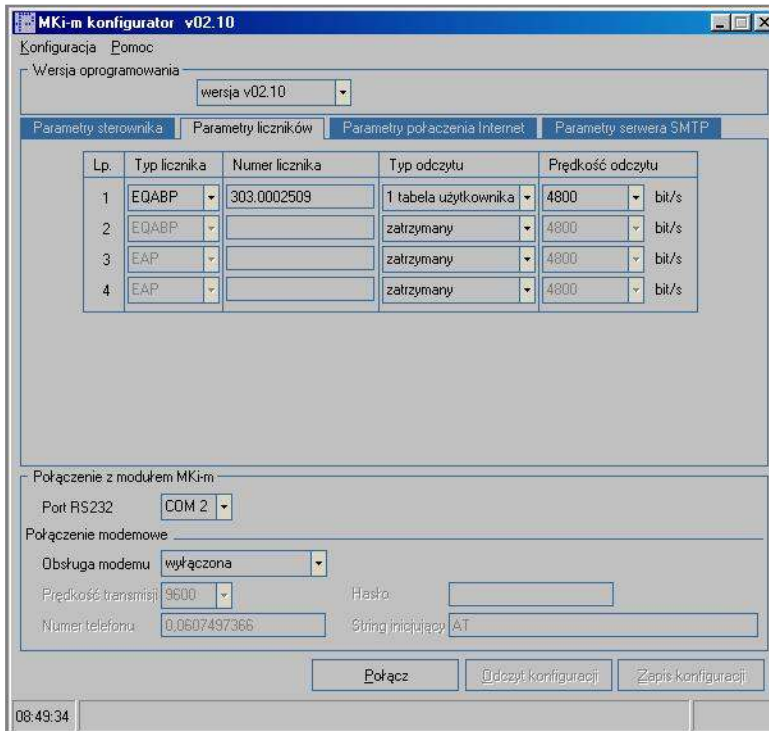 MKi-m konfigurator v02.10
Konfiguracja Pomoc
Wersja oprogramowania
wersja v02.10
Parametry sterownika Parametry liczników Parametry połaczenia Internet Parametry serwera SMTP
Lp. Typ licznika Numer licznika Typ odczytu Prędkość odczytu
1 EQABP 303.0002509 1 tabela użytkownika 4800 bit/s
2 EQABP zatrzymany 4800 bit/s
3 EAP zatrzymany 4800 bit/s
4 EAP zatrzymany 4800 bit/s
Połączenie z modułem MKi-m
Port RS232 COM 2
Połączenie modemowe
Obsługa modemu wyłączona
Prędkość transmisji 9600 Hasło
Numer telefonu 0,0607497366 String inicjujący AT
Połącz Odczyt konfiguracji Zapis konfiguracji
08:49:34